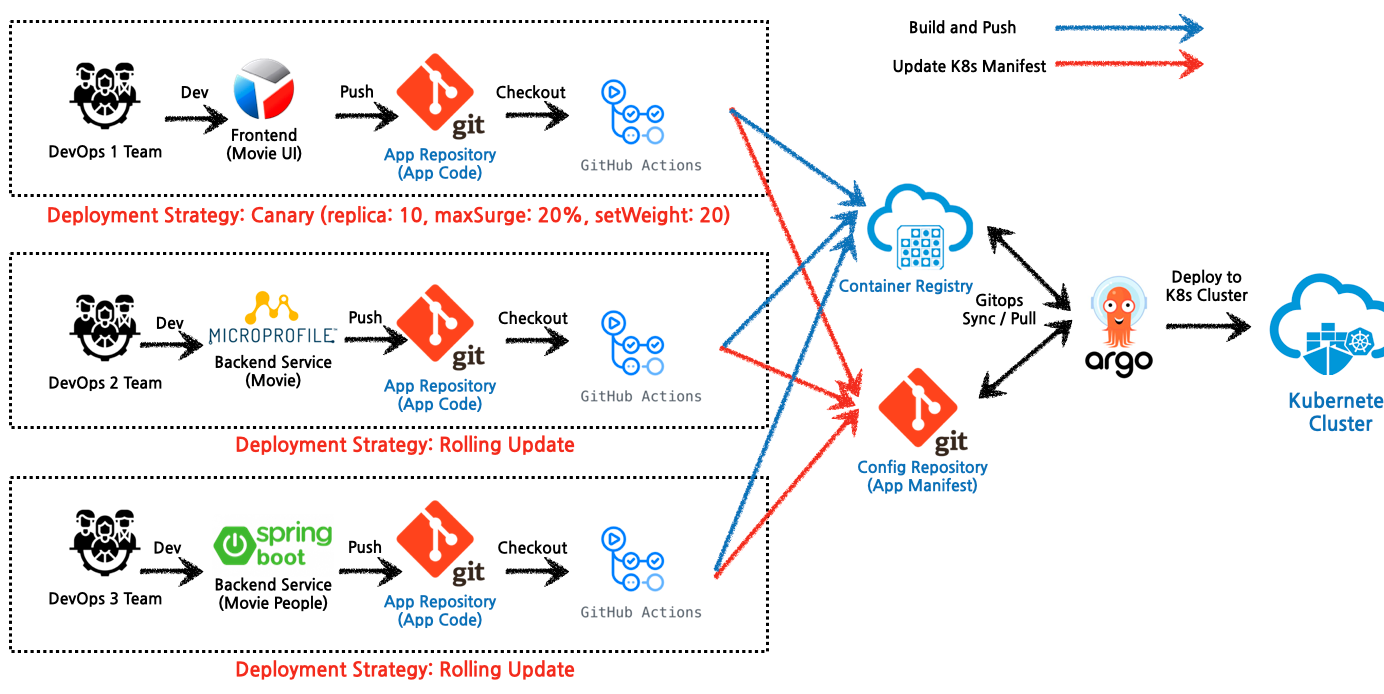 Build and Push
Update K8s Manifest
DevOps 1 Team
Dev
Frontend
(Movie UI)
Push
git
App Repository
(App Code)
Checkout
GitHub Actions
Deployment Strategy: Canary (replica: 10, maxSurge: 20%, setWeight: 20)
DevOps 2 Team
Dev
MICROPROFILE™
Backend Service
(Movie)
Push
git
App Repository
(App Code)
Checkout
GitHub Actions
Deployment Strategy: Rolling Update
DevOps 3 Team
Dev
spring
boot
Backend Service
(Movie People)
Push
git
App Repository
(App Code)
Checkout
GitHub Actions
Deployment Strategy: Rolling Update
Container Registry
git
Config Repository
(App Manifest)
Gitops
Sync / Pull
argo
Deploy to
K8s Cluster
Kubernete
Cluster